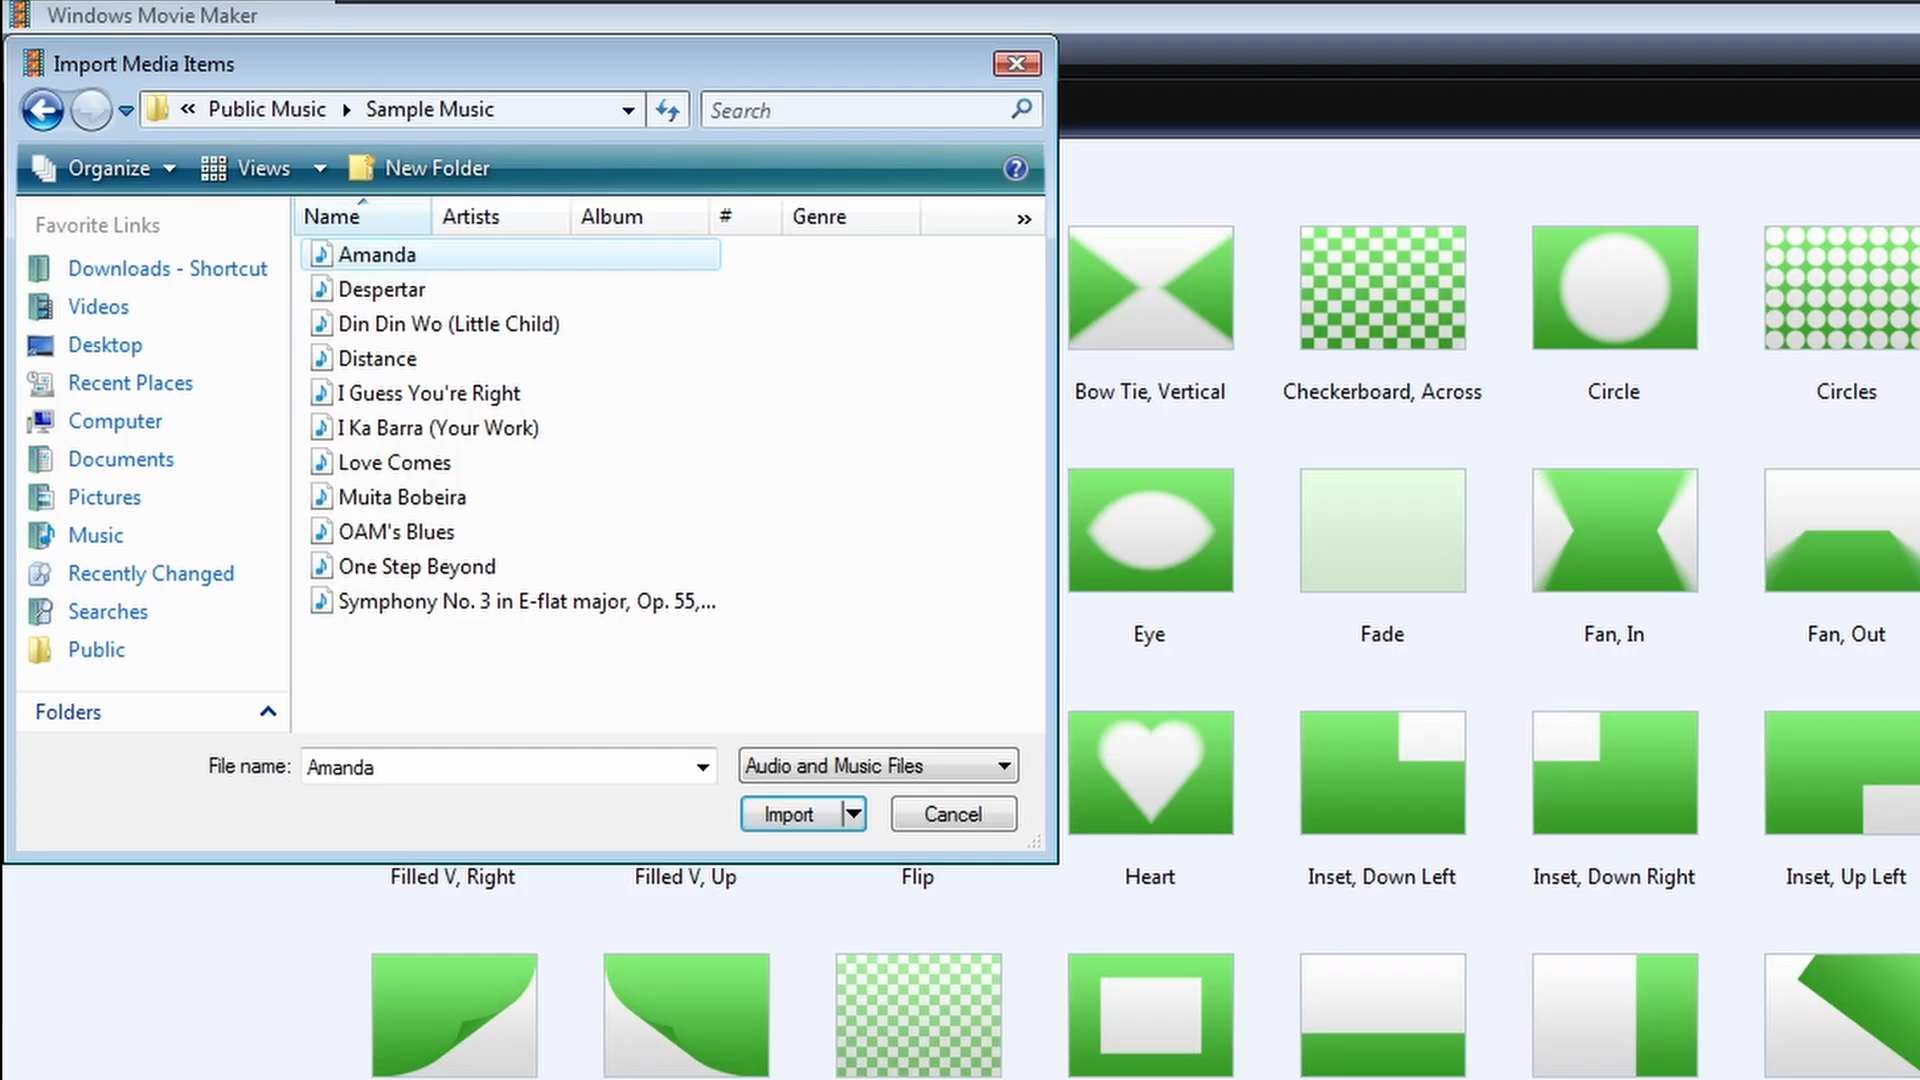 Windows Movie Maker
Import Media Items
« Public Music Sample Music
Search
Organize Views New Folder ?
Favorite Links
Downloads - Shortcut
Videos
Desktop
Recent Places
Computer
Documents
Pictures
Music
Recently Changed
Searches
Public
Folders
Name Artists Album # Genre »
Amanda
Despertar
Din Din Wo (Little Child)
Distance
I Guess You're Right
I Ka Barra (Your Work)
Love Comes
Muita Bobeira
OAM's Blues
One Step Beyond
Symphony No. 3 in E-flat major, Op. 55,...
File name: Amanda Audio and Music Files
Import Cancel
Bow Tie, Vertical Checkerboard, Across Circle Circles
Eye Fade Fan, In Fan, Out
Filled V, Right Filled V, Up Flip Heart Inset, Down Left Inset, Down Right Inset, Up Left